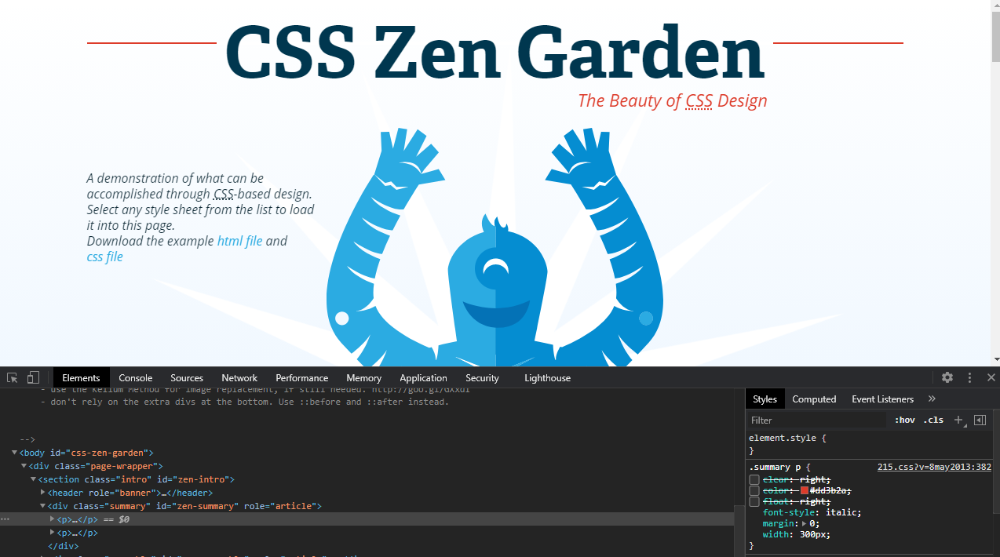 CSS Zen Garden
The Beauty of CSS Design
A demonstration of what can be
accomplished through CSS-based design.
Select any style sheet from the list to load
it into this page.
Download the example html file and
css file
Elements Console Sources Network Performance Memory Application Security Lighthouse
- use the Kellum Method for image replacement, if still needed. http://goo.gl/GXxdI
- don't rely on the extra divs at the bottom. Use ::before and ::after instead.
-->
<body id="css-zen-garden">
<div class="page-wrapper">
<section class="intro" id="zen-intro">
<header role="banner">…</header>
<div class="summary" id="zen-summary" role="article">
<p>…</p> == $0
<p>…</p>
</div>
Styles Computed Event Listeners »
Filter :hov .cls +
element.style {
}
.summary p { 215.css?v=8may2013:382
clear: right;
color: #dd3b2a;
float: right;
font-style: italic;
margin: 0;
width: 300px;
}